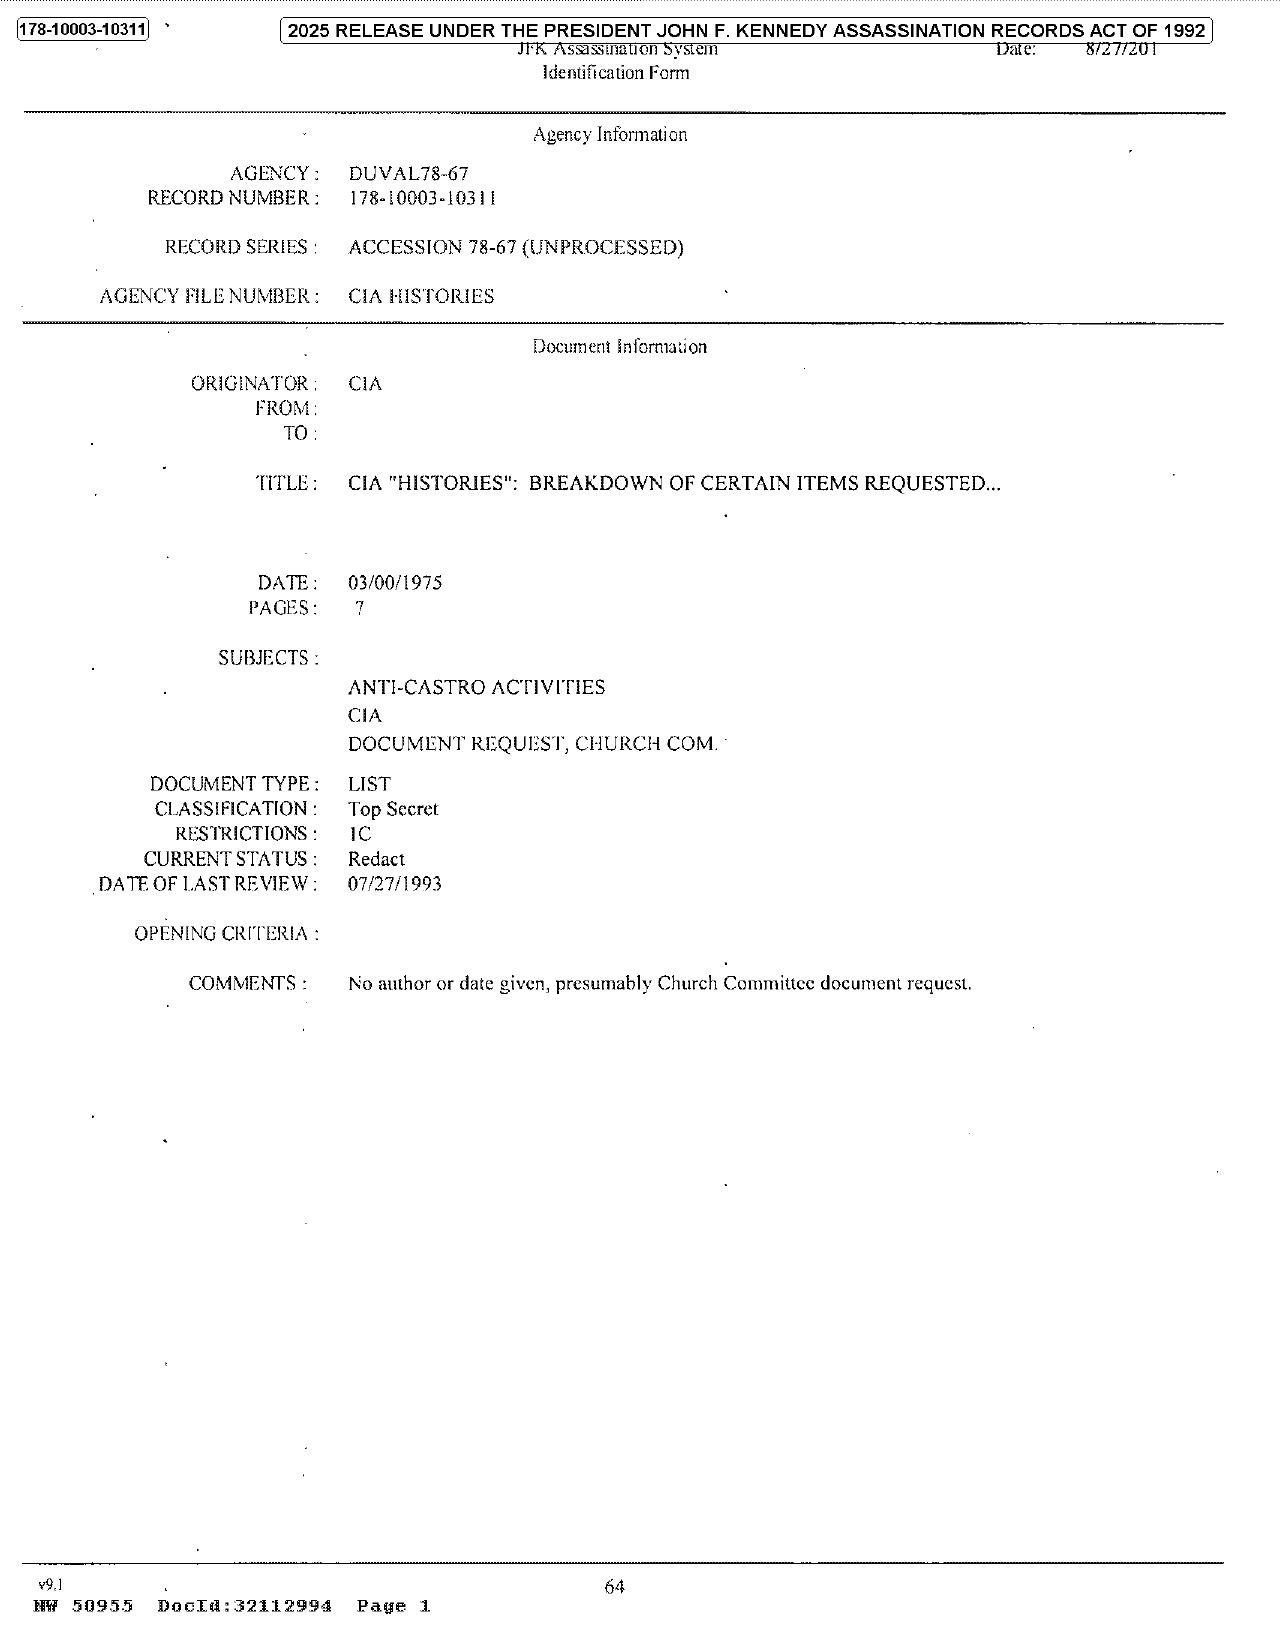 178-10003-10311
2025 RELEASE UNDER THE PRESIDENT JOHN F. KENNEDY ASSASSINATION RECORDS ACT OF 1992
JFK Assassination System Date: 8/27/201
Identification Form
Agency Information
AGENCY : DUVAL78-67
RECORD NUMBER : 178-10003-10311
RECORD SERIES : ACCESSION 78-67 (UNPROCESSED)
AGENCY FILE NUMBER : CIA HISTORIES
Document Information
ORIGINATOR : CIA
FROM :
TO :
TITLE : CIA "HISTORIES": BREAKDOWN OF CERTAIN ITEMS REQUESTED...
DATE : 03/00/1975
PAGES : 7
SUBJECTS :
ANTI-CASTRO ACTIVITIES
CIA
DOCUMENT REQUEST, CHURCH COM.
DOCUMENT TYPE : LIST
CLASSIFICATION : Top Secret
RESTRICTIONS : 1C
CURRENT STATUS : Redact
DATE OF LAST REVIEW : 07/27/1993
OPENING CRITERIA :
COMMENTS : No author or date given, presumably Church Committee document request.
v9.1 64
NW 50955 DocId:32112994 Page 1